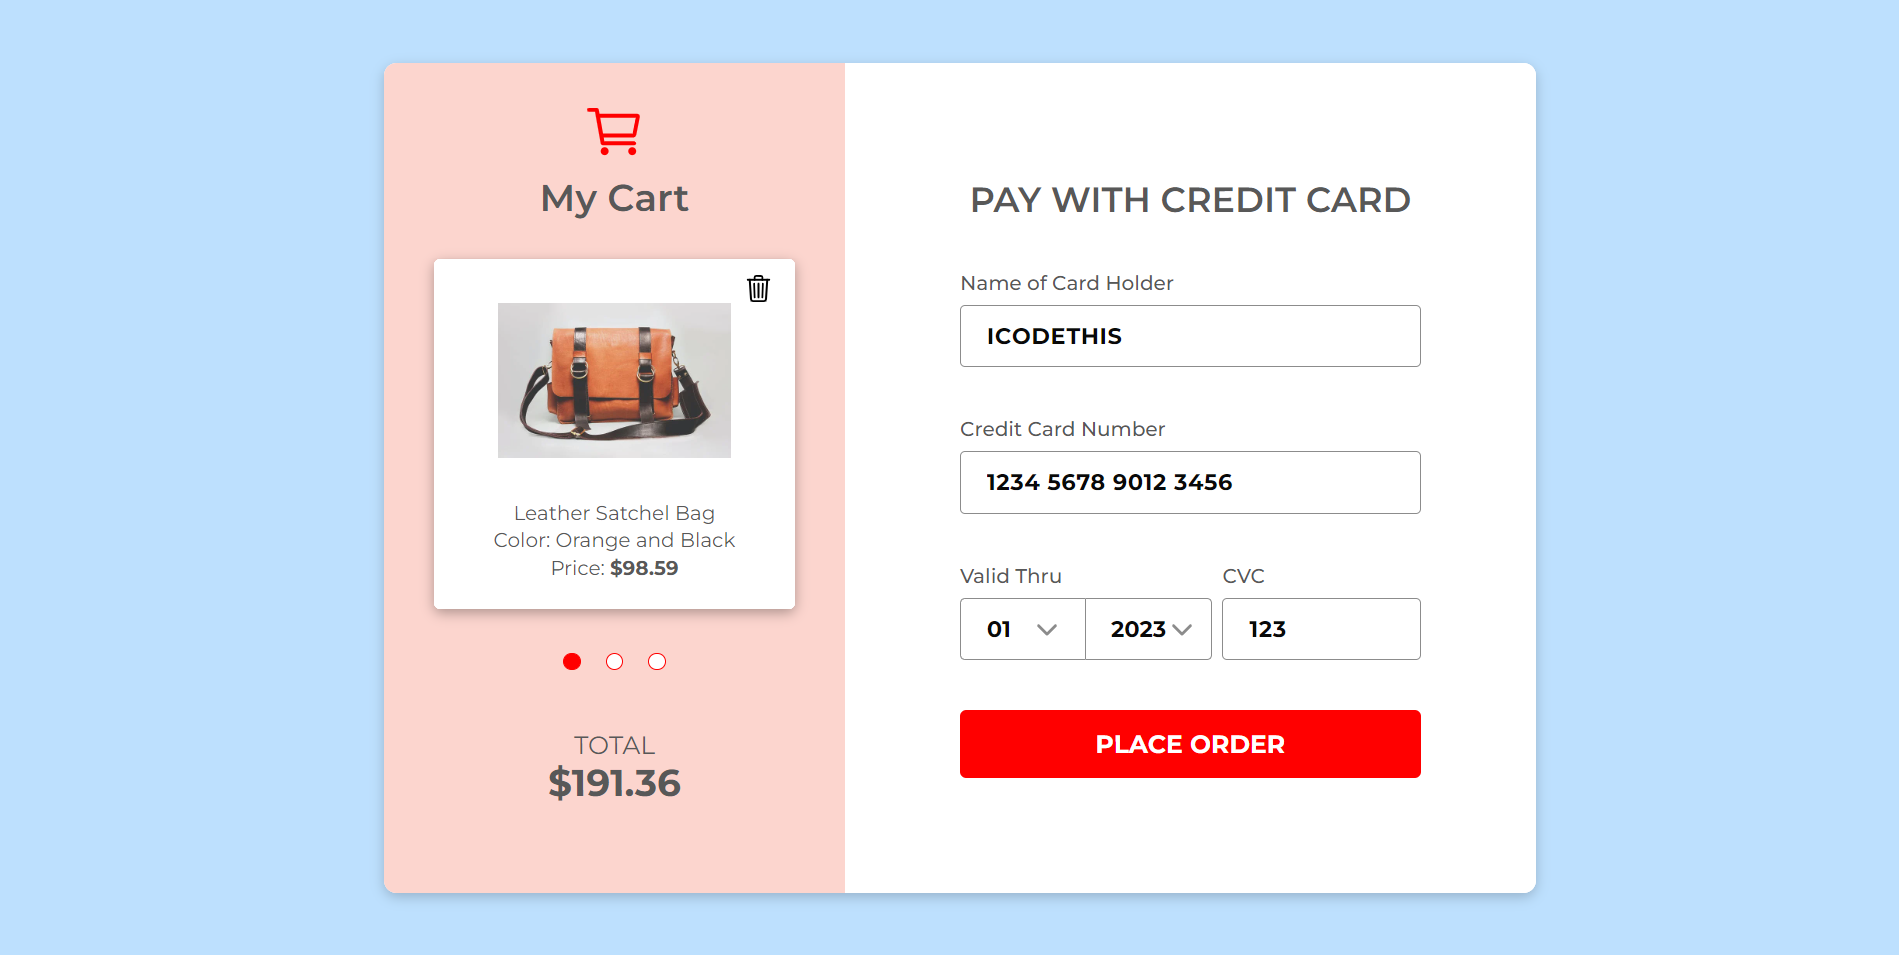 My Cart
Leather Satchel Bag
Color: Orange and Black
Price: $98.59
TOTAL
$191.36
PAY WITH CREDIT CARD
Name of Card Holder
ICODETHIS
Credit Card Number
1234 5678 9012 3456
Valid Thru CVC
01 2023 123
PLACE ORDER